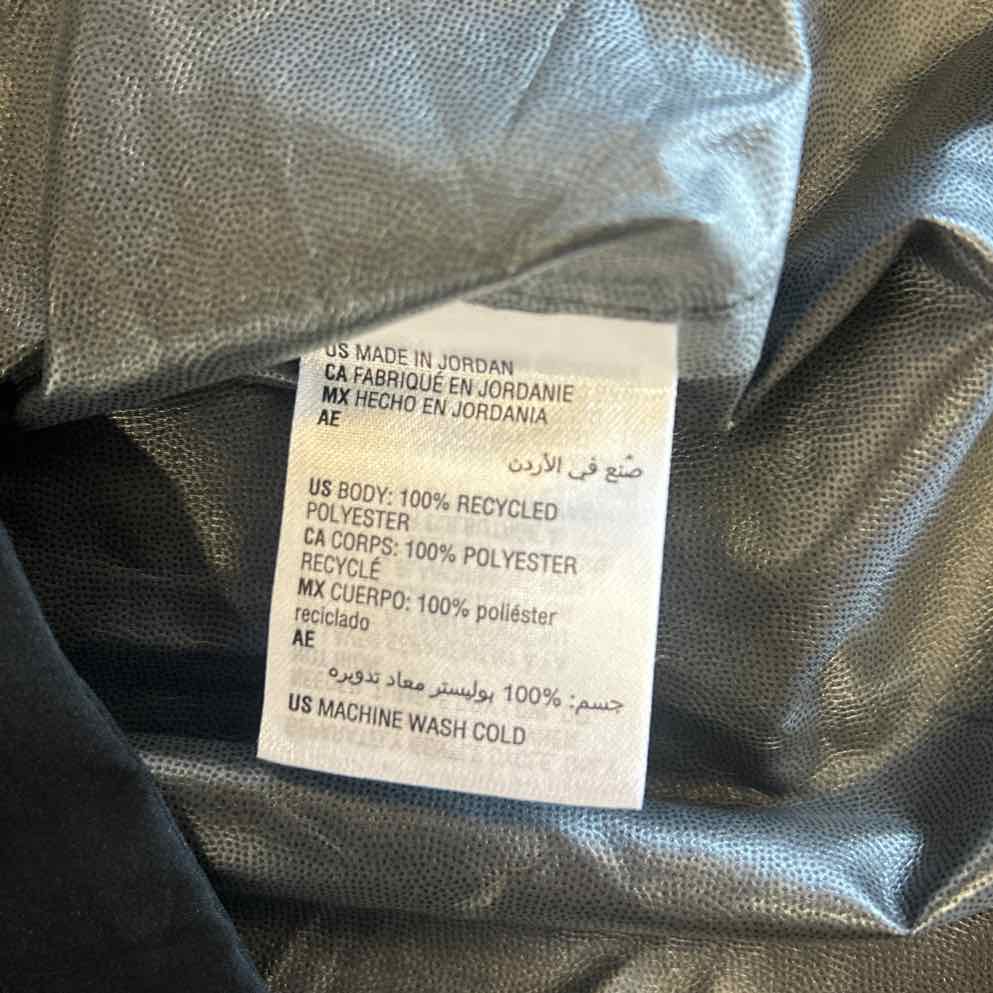 US MADE IN JORDAN
CA FABRIQUÉ EN JORDANIE
MX HECHO EN JORDANIA
AE
صُنع في الأردن
US BODY: 100% RECYCLED
POLYESTER
CA CORPS: 100% POLYESTER
RECYCLÉ
MX CUERPO: 100% poliéster
reciclado
AE
جسم: 100% بوليستر معاد تدويره
US MACHINE WASH COLD